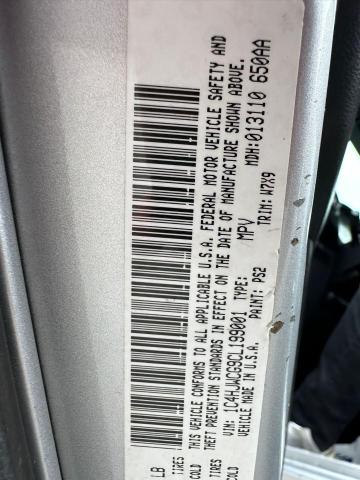 LB
TIRES
COLD
TIRES
COLD
THIS VEHICLE CONFORMS TO ALL APPLICABLE U.S.A. FEDERAL MOTOR VEHICLE SAFETY AND
THEFT PREVENTION STANDARDS IN EFFECT ON THE DATE OF MANUFACTURE SHOWN ABOVE.
VIN: 1C4HJWCG9CL199001 TYPE: MPV MDH:013110 650AA
VEHICLE MADE IN U.S.A. PAINT: PS2 TRIM: W7X9